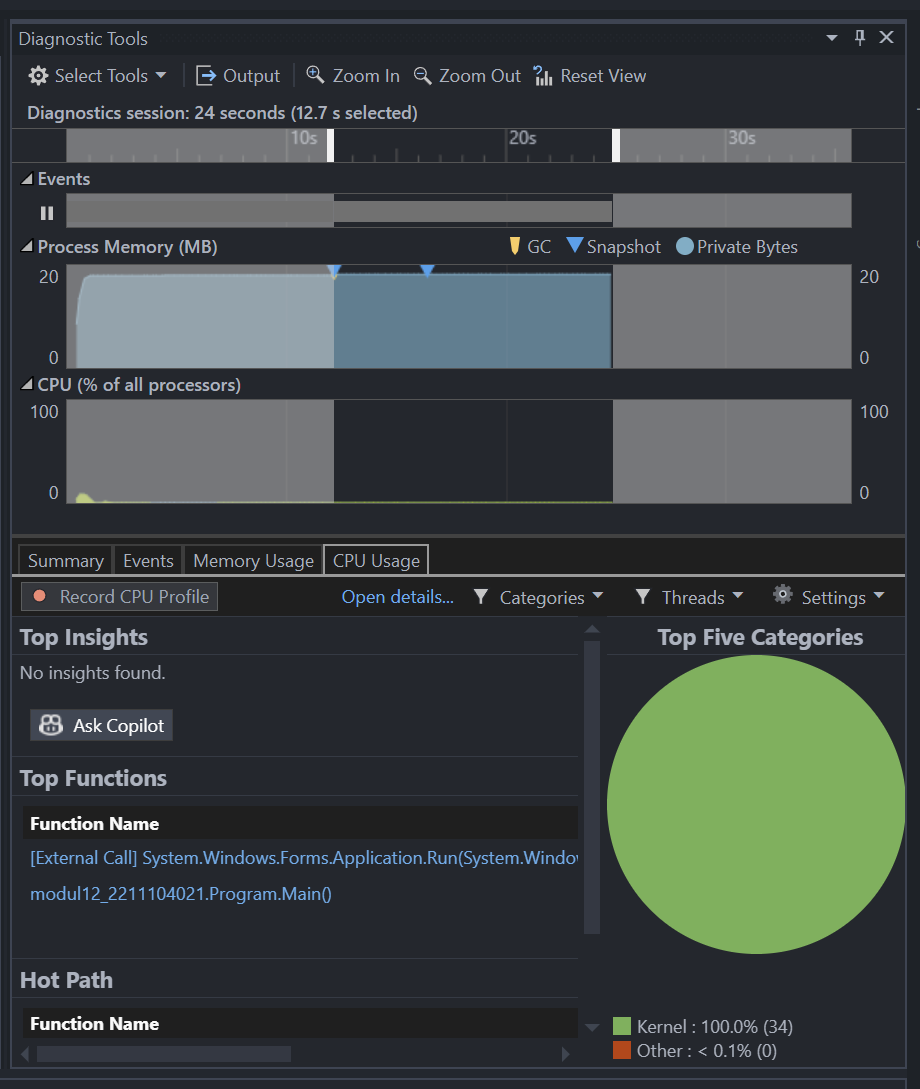 Diagnostic Tools
Select Tools Output Zoom In Zoom Out Reset View
Diagnostics session: 24 seconds (12.7 s selected)
10s 20s 30s
Events
Process Memory (MB) GC Snapshot Private Bytes
20 20
0 0
CPU (% of all processors)
100 100
0 0
Summary Events Memory Usage CPU Usage
Record CPU Profile Open details... Categories Threads Settings
Top Insights Top Five Categories
No insights found.
Ask Copilot
Top Functions
Function Name
[External Call] System.Windows.Forms.Application.Run(System.Windo
modul12_2211104021.Program.Main()
Hot Path
Function Name
Kernel : 100.0% (34)
Other : < 0.1% (0)